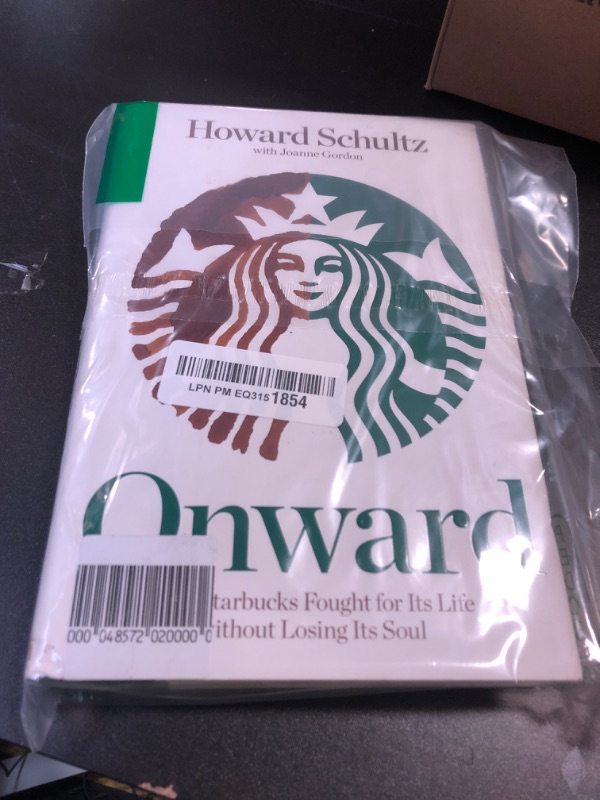 Howard Schultz
with Joanne Gordon
LPN PM EQ3151854
Onward
tarbucks Fought for Its Life
ithout Losing Its Soul
000 048572 020000 0